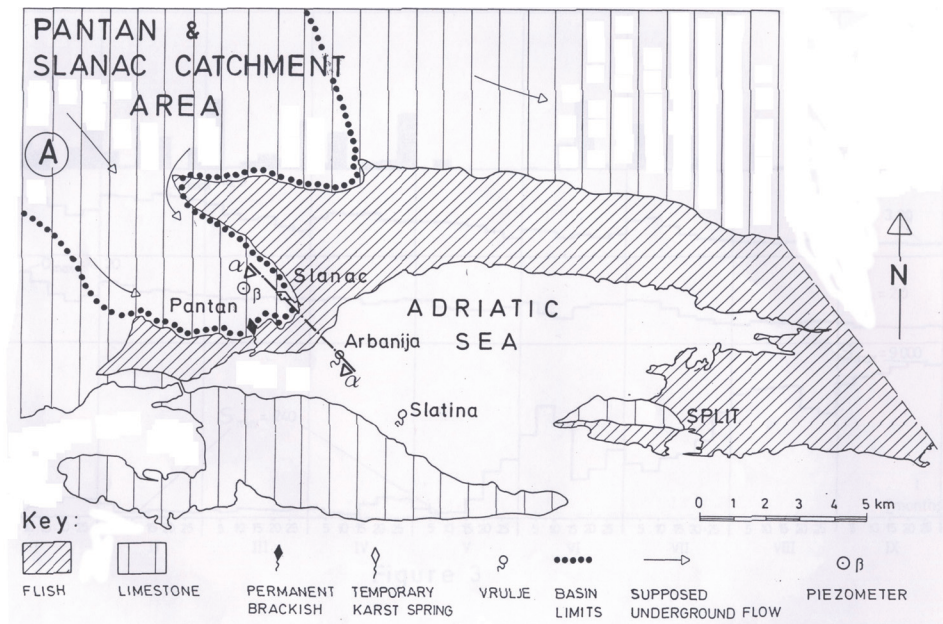 PANTAN &
SLANAC CATCHMENT
AREA
A
N
α
Slanac
β
Pantan
ADRIATIC
SEA
Arbanija
α
Slatina
SPLIT
0 1 2 3 4 5 km
Key:
FLISH
LIMESTONE
PERMANENT
BRACKISH
TEMPORARY
KARST SPRING
VRULJE
BASIN
LIMITS
SUPPOSED
UNDERGROUND FLOW
β
PIEZOMETER